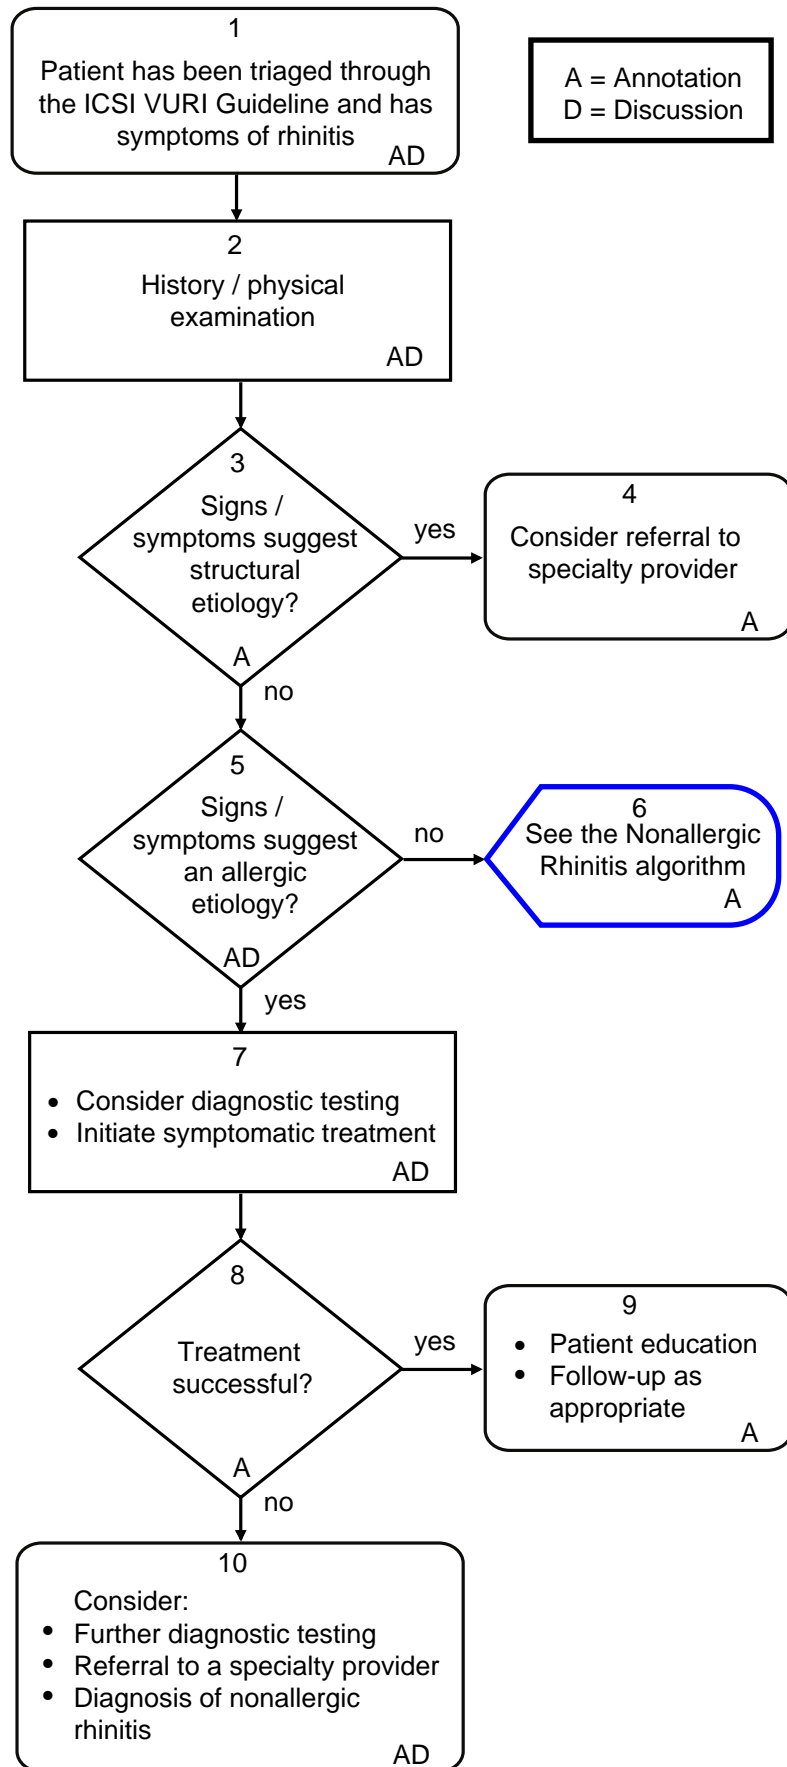 1
Patient has been triaged through
the ICSI VURI Guideline and has
symptoms of rhinitis
AD
A = Annotation
D = Discussion
2
History / physical
examination
AD
3
Signs /
symptoms suggest
structural
etiology?
A
yes
no
4
Consider referral to
specialty provider
A
5
Signs /
symptoms suggest
an allergic
etiology?
AD
no
yes
6
See the Nonallergic
Rhinitis algorithm
A
7
• Consider diagnostic testing
• Initiate symptomatic treatment
AD
8
Treatment
successful?
A
yes
no
9
• Patient education
• Follow-up as
appropriate
A
10
Consider:
• Further diagnostic testing
• Referral to a specialty provider
• Diagnosis of nonallergic
rhinitis
AD